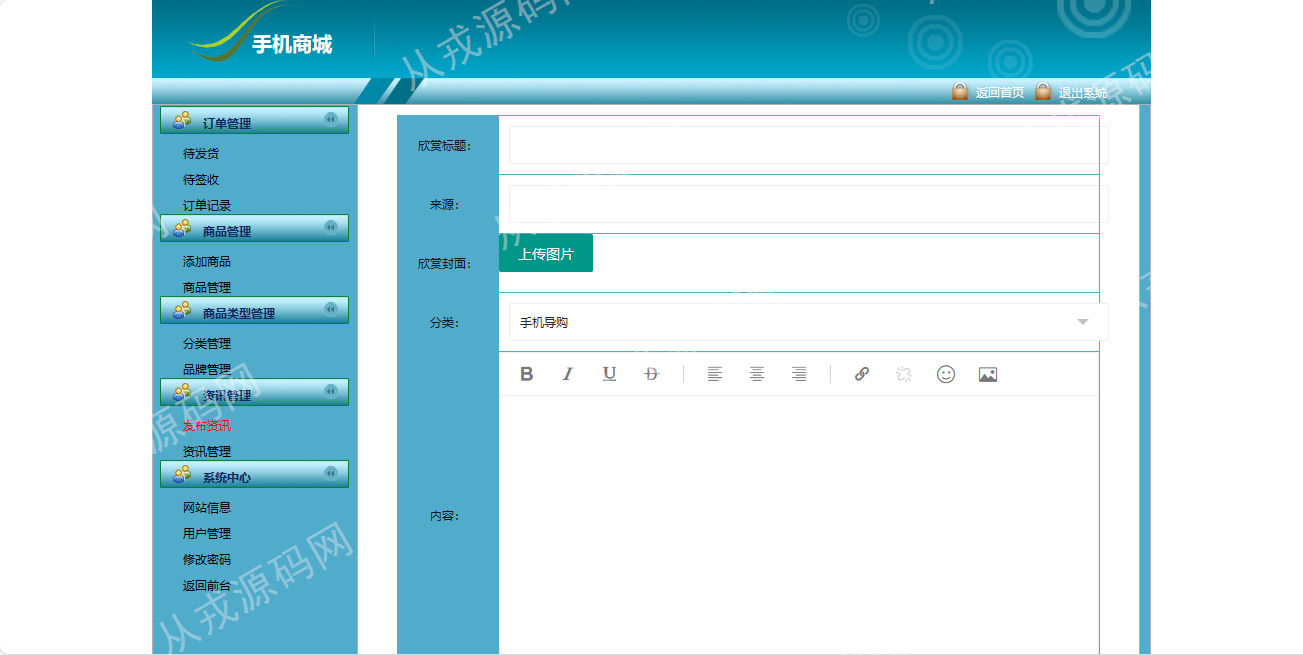 手机商城
返回首页 退出系统
订单管理
待发货
待签收
订单记录
商品管理
添加商品
商品管理
商品类型管理
分类管理
品牌管理
资讯管理
发布资讯
资讯管理
系统中心
网站信息
用户管理
修改密码
返回前台
欣赏标题:
来源:
欣赏封面:
上传图片
分类:
手机导购
B I U D
内容:
从戎源码网
从戎源码网